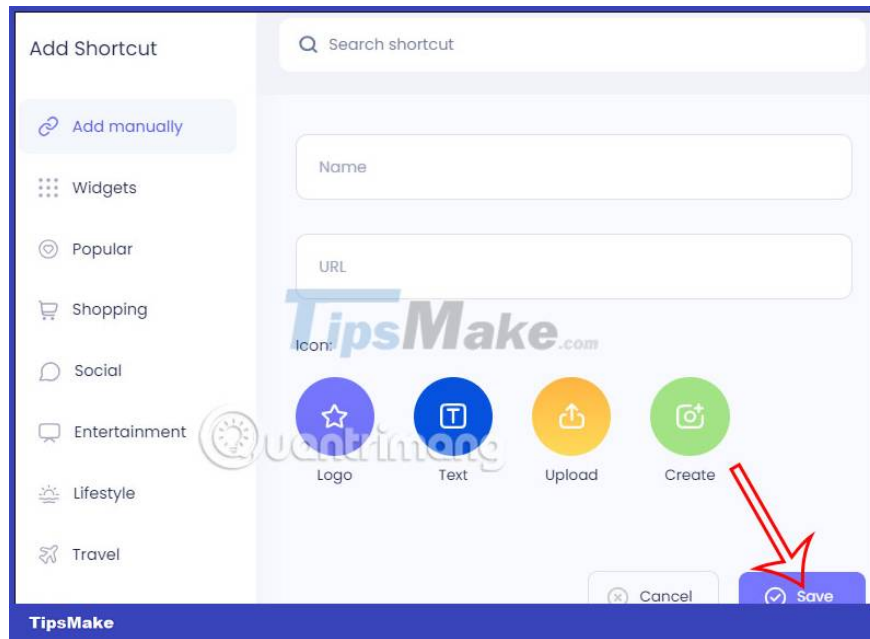 Add Shortcut
Search shortcut
Add manually
Widgets
Popular
Shopping
Social
Entertainment
Lifestyle
Travel
Name
URL
TipsMake.com
Icon:
T
Quantrimang
Logo
Text
Upload
Create
Cancel
Save
TipsMake